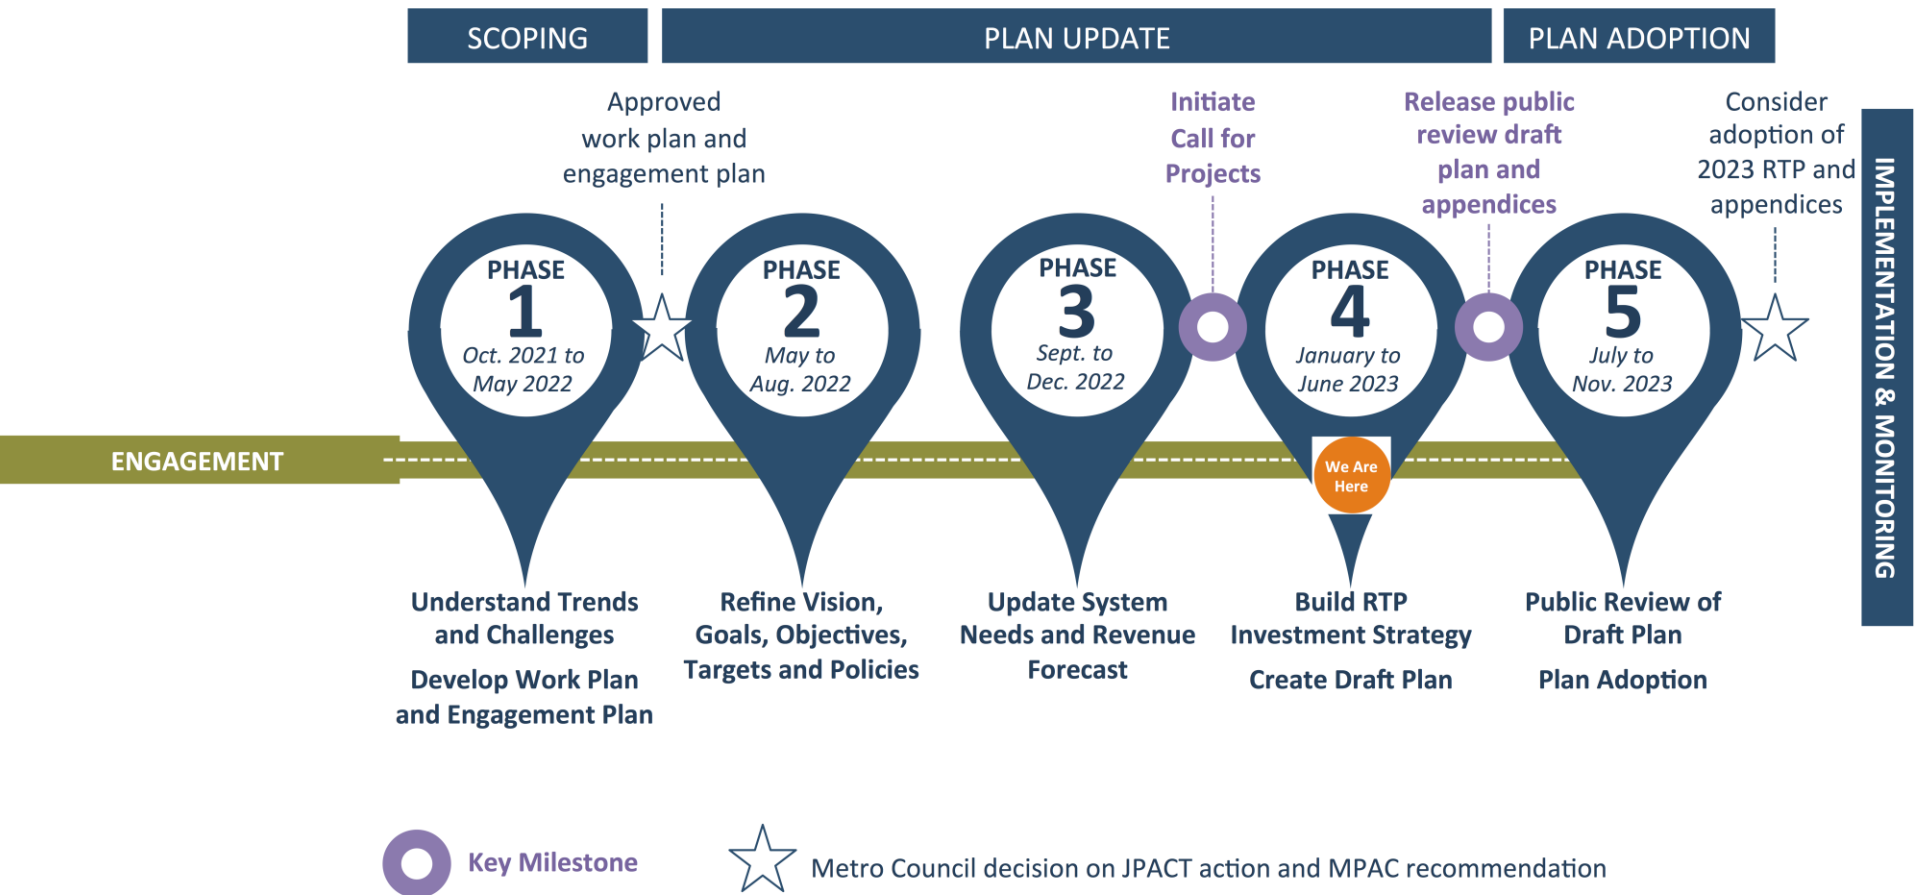 SCOPING
PLAN UPDATE
PLAN ADOPTION
Approved
work plan and
engagement plan
Initiate
Call for
Projects
Release public
review draft
plan and
appendices
Consider
adoption of
2023 RTP and
appendices
PHASE
1
Oct. 2021 to
May 2022
PHASE
2
May to
Aug. 2022
PHASE
3
Sept. to
Dec. 2022
PHASE
4
January to
June 2023
PHASE
5
July to
Nov. 2023
IMPLEMENTATION & MONITORING
ENGAGEMENT
We Are
Here
Understand Trends
and Challenges
Develop Work Plan
and Engagement Plan
Refine Vision,
Goals, Objectives,
Targets and Policies
Update System
Needs and Revenue
Forecast
Build RTP
Investment Strategy
Create Draft Plan
Public Review of
Draft Plan
Plan Adoption
Key Milestone
Metro Council decision on JPACT action and MPAC recommendation